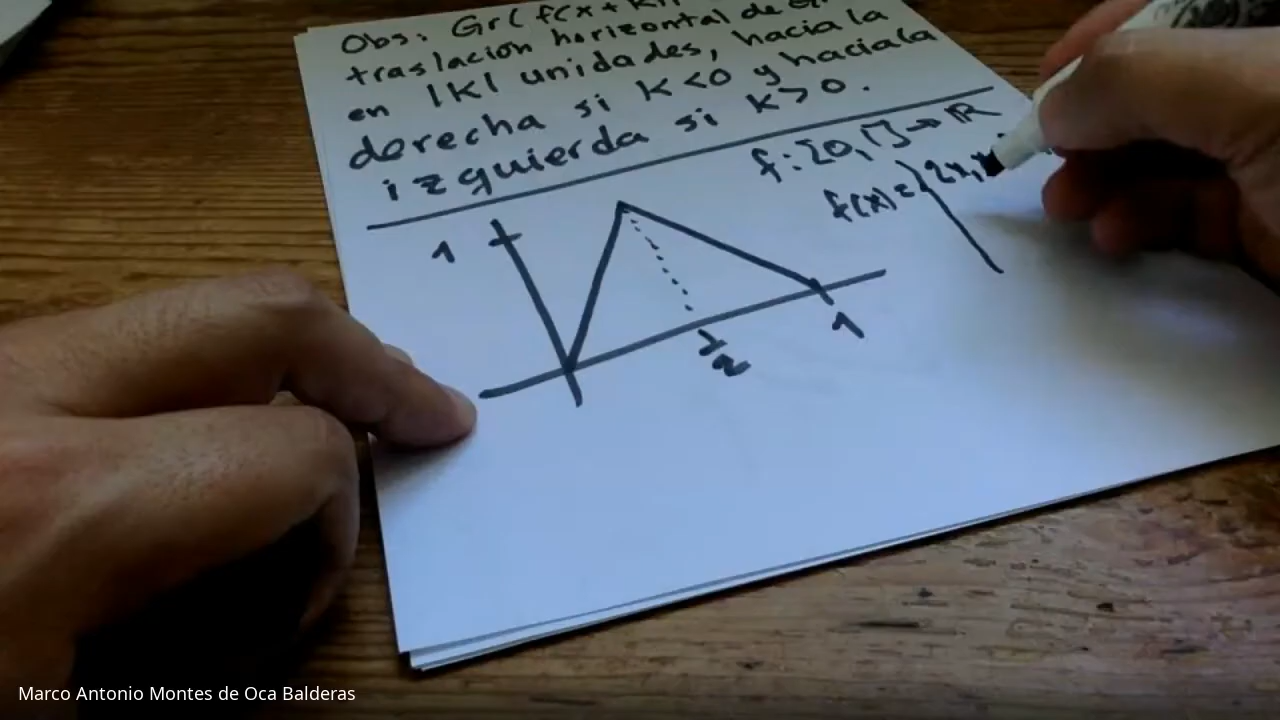 Obs: Gr(f(x+k))
traslación horizontal de
en |K| unidades, hacia la
derecha si K<0 y hacia la
izquierda si K>0.
f:[0,1]→R
f(x)={2x,
1
1/2
1
Marco Antonio Montes de Oca Balderas